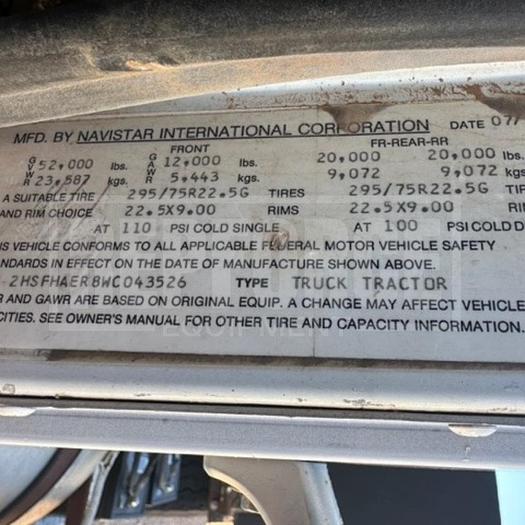 MFD. BY NAVISTAR INTERNATIONAL CORPORATION DATE 07/
FRONT FR-REAR-RR
GVWR 52,000 lbs. GAWR 12,000 lbs. 20,000 20,000 lbs.
23,587 kgs. 5,443 kgs. 9,072 9,072 kgs.
A SUITABLE TIRE 295/75R22.5G TIRES 295/75R22.5G
AND RIM CHOICE 22.5X9.00 RIMS 22.5X9.00
AT 110 PSI COLD SINGLE AT 100 PSI COLD D
IS VEHICLE CONFORMS TO ALL APPLICABLE FEDERAL MOTOR VEHICLE SAFETY
ANDARDS IN EFFECT ON THE DATE OF MANUFACTURE SHOWN ABOVE.
2HSFHAER8WC043526 TYPE TRUCK TRACTOR
R AND GAWR ARE BASED ON ORIGINAL EQUIP. A CHANGE MAY AFFECT VEHICLE
CITIES. SEE OWNER'S MANUAL FOR OTHER TIRE AND CAPACITY INFORMATION.
EQUIPMENT